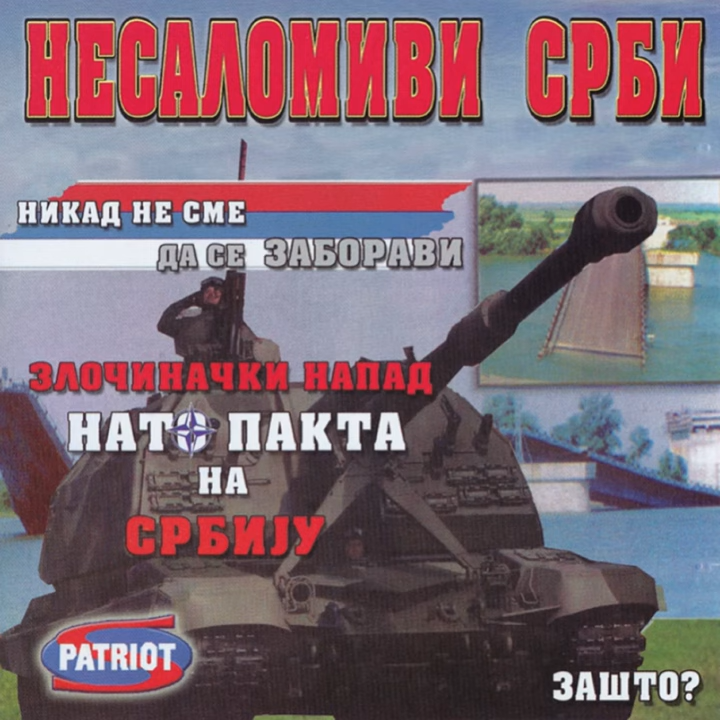 НЕСАЛОМИВИ СРБИ
НИКАД НЕ СМЕ
ДА СЕ ЗАБОРАВИ
ЗЛОЧИНАЧКИ НАПАД
НАТО ПАКТА
НА
СРБИЈУ
PATRIOT
ЗАШТО?